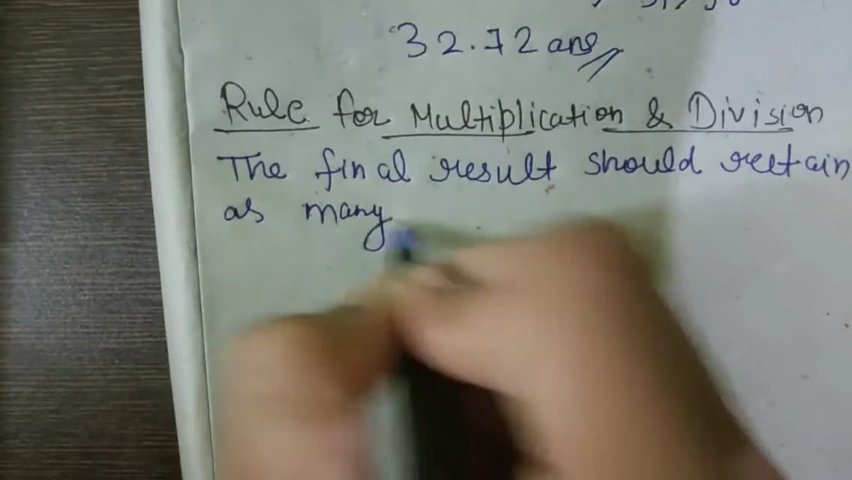 32.72 ans
Rule for Multiplication & Division
The final result should retain
as many